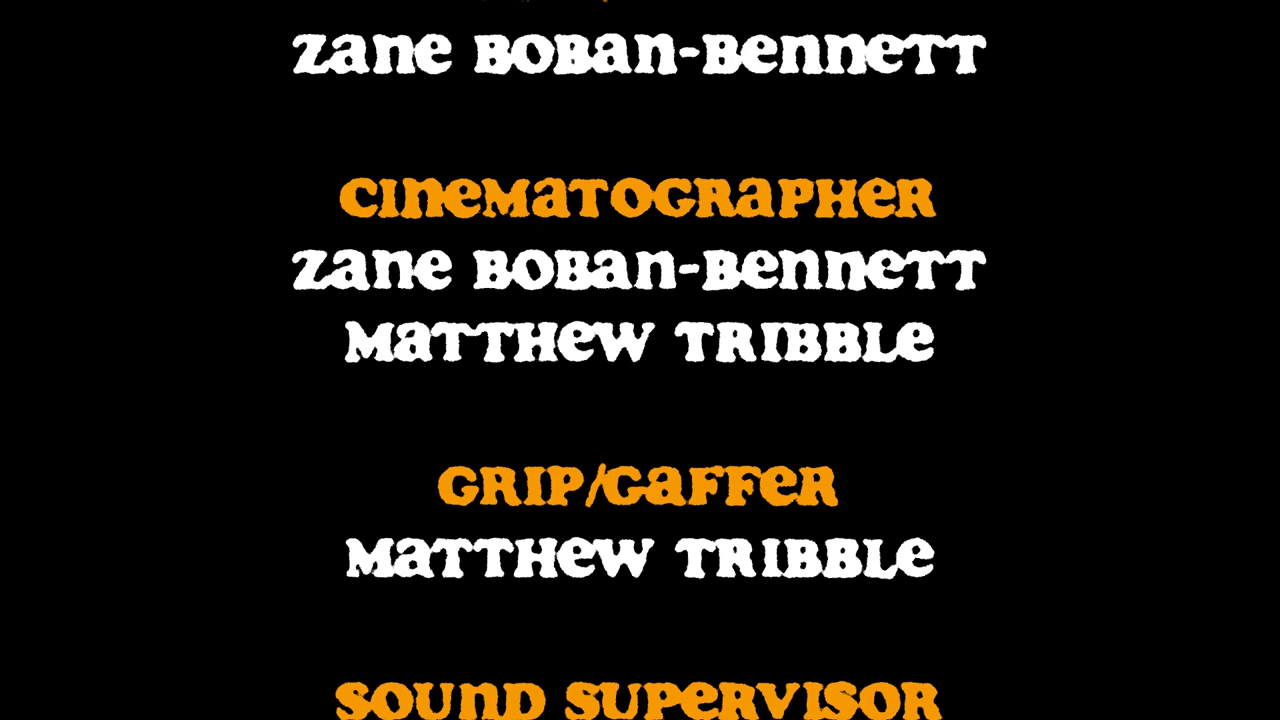 Zane Boban-Bennett
Cinematographer
Zane Boban-Bennett
Matthew Tribble
Grip/Gaffer
Matthew Tribble
Sound Supervisor